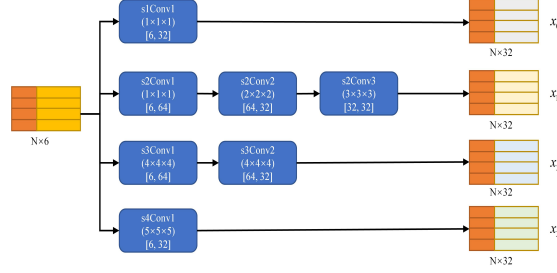 s1Conv1
(1×1×1)
[6, 32]
N×32
s2Conv1
(1×1×1)
[6, 64]
s2Conv2
(2×2×2)
[64, 32]
s2Conv3
(3×3×3)
[32, 32]
N×32
N×6
s3Conv1
(4×4×4)
[6, 64]
s3Conv2
(4×4×4)
[64, 32]
N×32
s4Conv1
(5×5×5)
[6, 32]
N×32